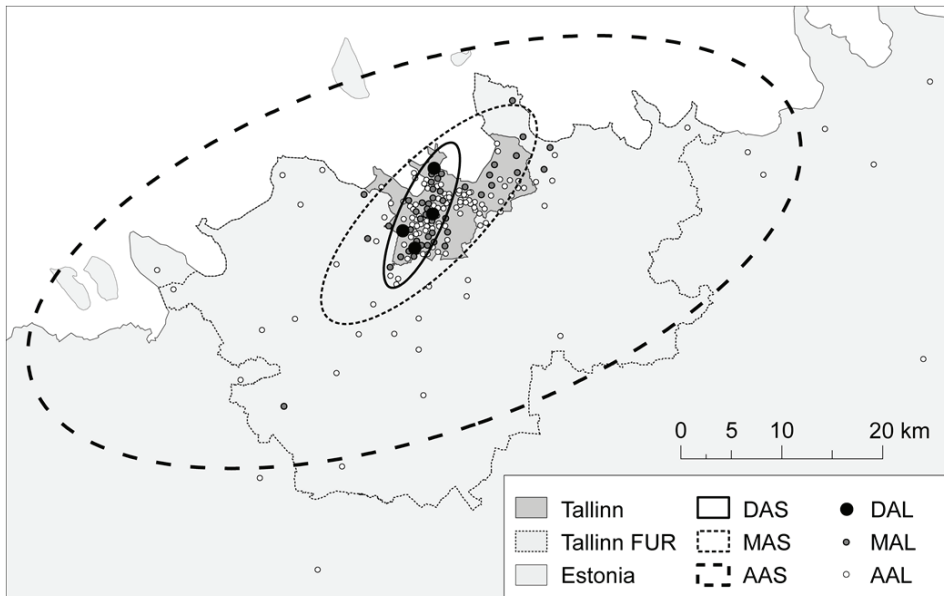 0 5 10 20 km
Tallinn DAS DAL
Tallinn FUR MAS MAL
Estonia AAS AAL